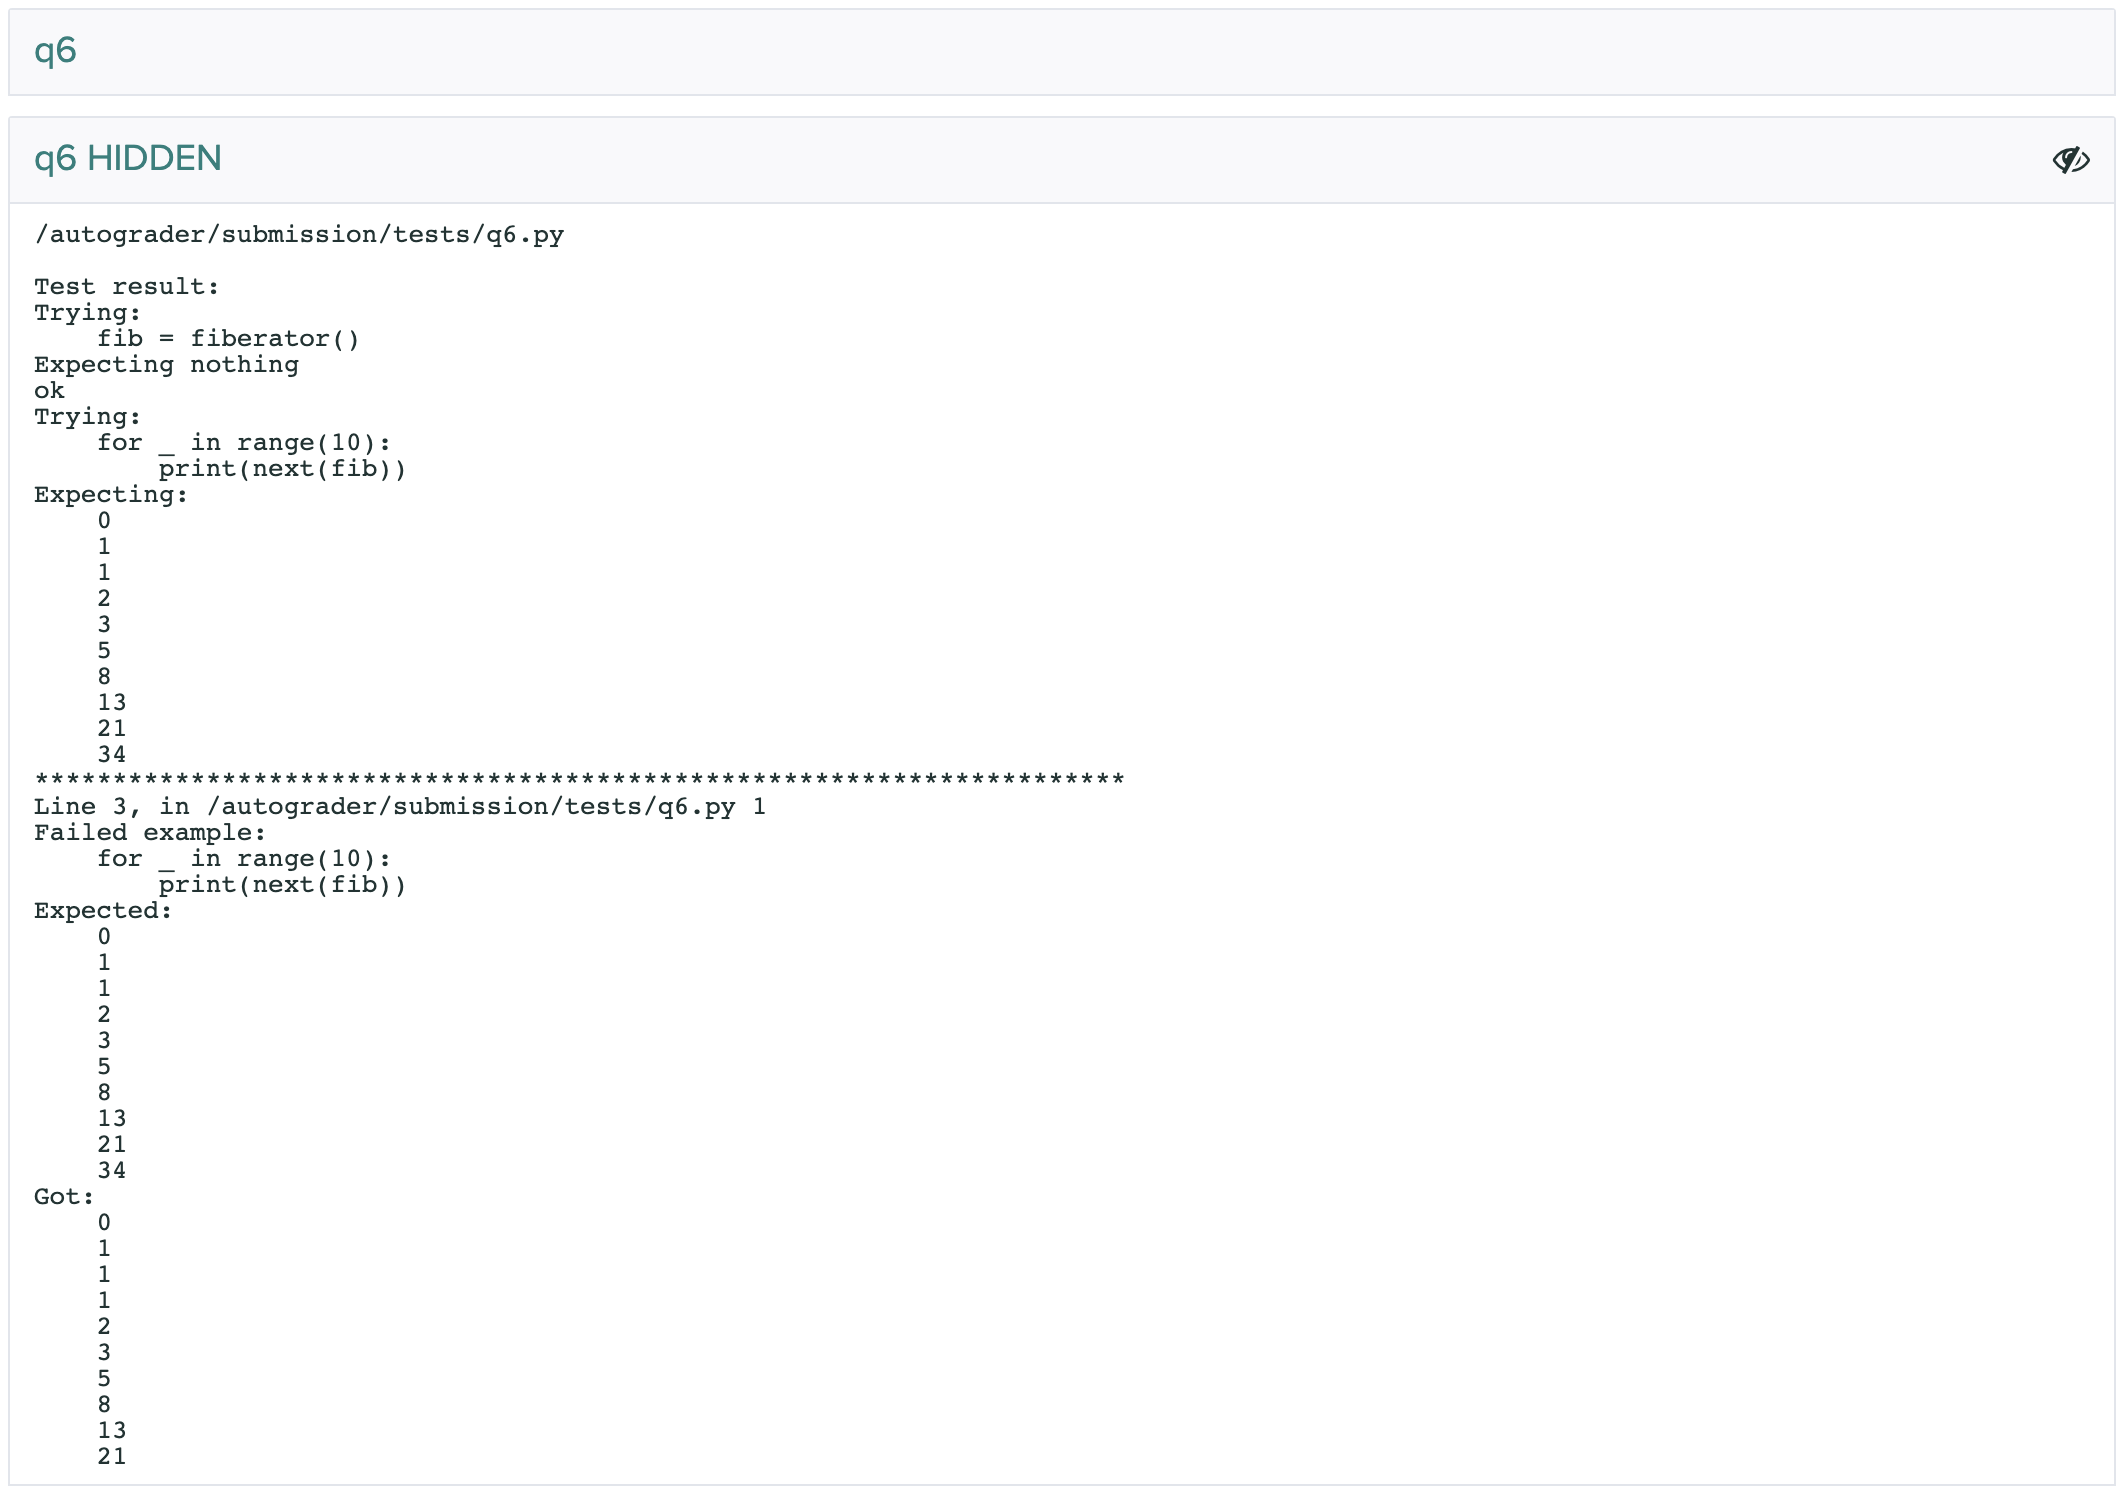 q6
q6 HIDDEN
/autograder/submission/tests/q6.py
Test result:
Trying:
    fib = fiberator()
Expecting nothing
ok
Trying:
    for _ in range(10):
        print(next(fib))
Expecting:
    0
    1
    1
    2
    3
    5
    8
    13
    21
    34
**********************************************************************
Line 3, in /autograder/submission/tests/q6.py 1
Failed example:
    for _ in range(10):
        print(next(fib))
Expected:
    0
    1
    1
    2
    3
    5
    8
    13
    21
    34
Got:
    0
    1
    1
    1
    2
    3
    5
    8
    13
    21